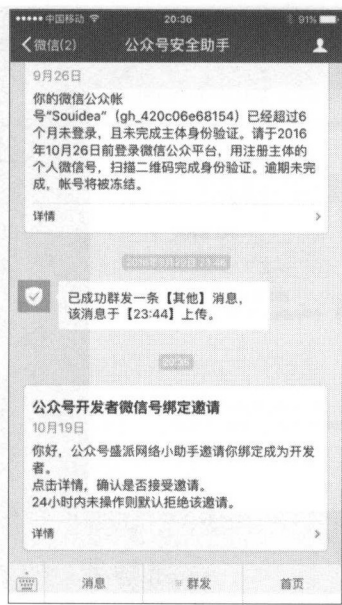 中国移动
20:36
91%
微信(2)
公众号安全助手
9月26日
你的微信公众帐
号“Souidea”（gh_420c06e68154）已经超过6
个月未登录，且未完成主体身份验证。请于2016
年10月26日前登录微信公众平台，用注册主体的
个人微信号，扫描二维码完成身份验证。逾期未完
成，帐号将被冻结。
详情
已成功群发一条【其他】消息，
该消息于【23:44】上传。
公众号开发者微信号绑定邀请
10月19日
你好，公众号盛派网络小助手邀请你绑定成为开发
者。
点击详情，确认是否接受邀请。
24小时内未操作则默认拒绝该邀请。
详情
消息
群发
首页